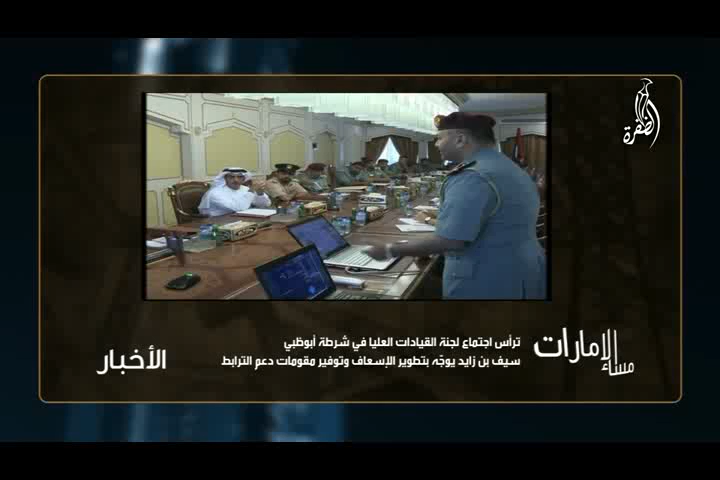 الظفرة
ترأس اجتماع لجنة القيادات العليا في شرطة أبوظبي
سيف بن زايد يوجّه بتطوير الإسعاف وتوفير مقومات دعم الترابط
مساء الإمارات
الأخبار